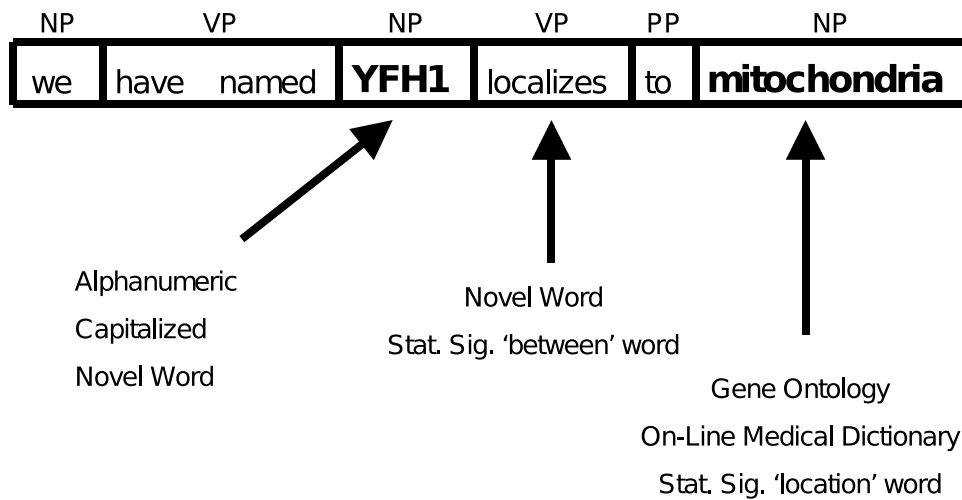 NP VP NP VP PP NP
we have named YFH1 localizes to mitochondria
Alphanumeric
Capitalized
Novel Word
Novel Word
Stat. Sig. 'between' word
Gene Ontology
On-Line Medical Dictionary
Stat. Sig. 'location' word